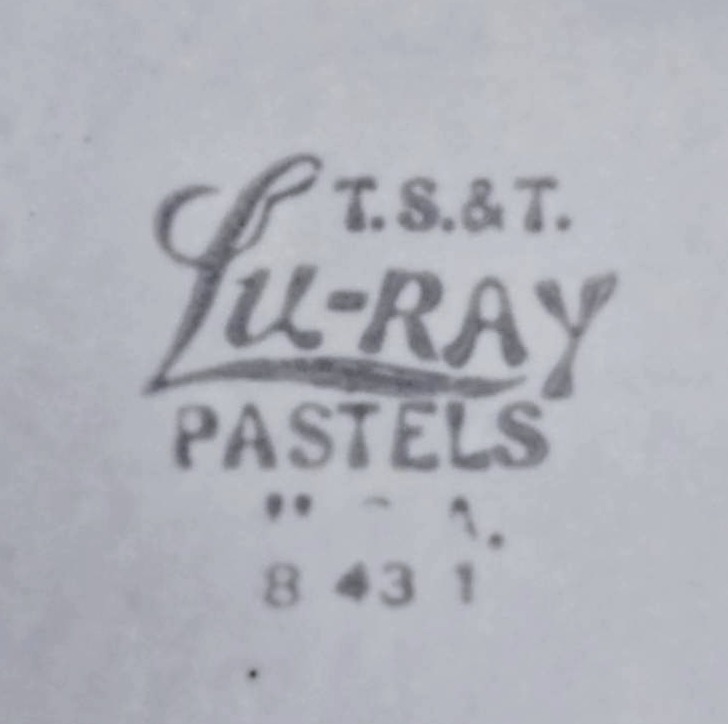 T.S.&T.
Lu-RAY
PASTELS
8 43 1